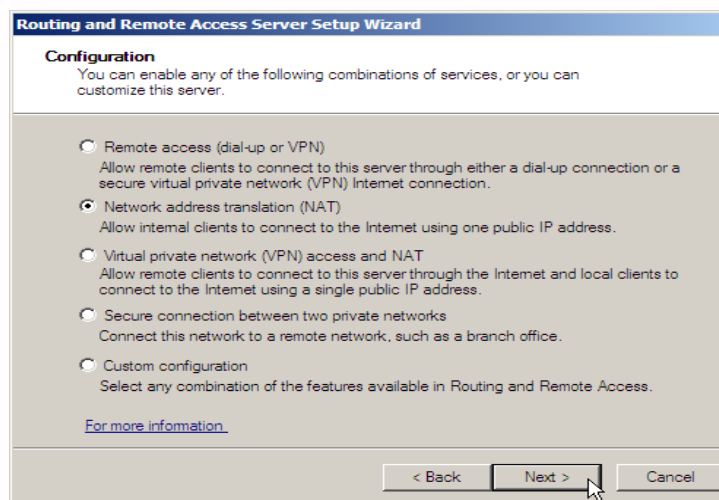 Routing and Remote Access Server Setup Wizard
Configuration
You can enable any of the following combinations of services, or you can
customize this server.
Remote access (dial-up or VPN)
Allow remote clients to connect to this server through either a dial-up connection or a
secure virtual private network (VPN) Internet connection.
Network address translation (NAT)
Allow internal clients to connect to the Internet using one public IP address.
Virtual private network (VPN) access and NAT
Allow remote clients to connect to this server through the Internet and local clients to
connect to the Internet using a single public IP address.
Secure connection between two private networks
Connect this network to a remote network, such as a branch office.
Custom configuration
Select any combination of the features available in Routing and Remote Access.
For more information
< Back Next > Cancel